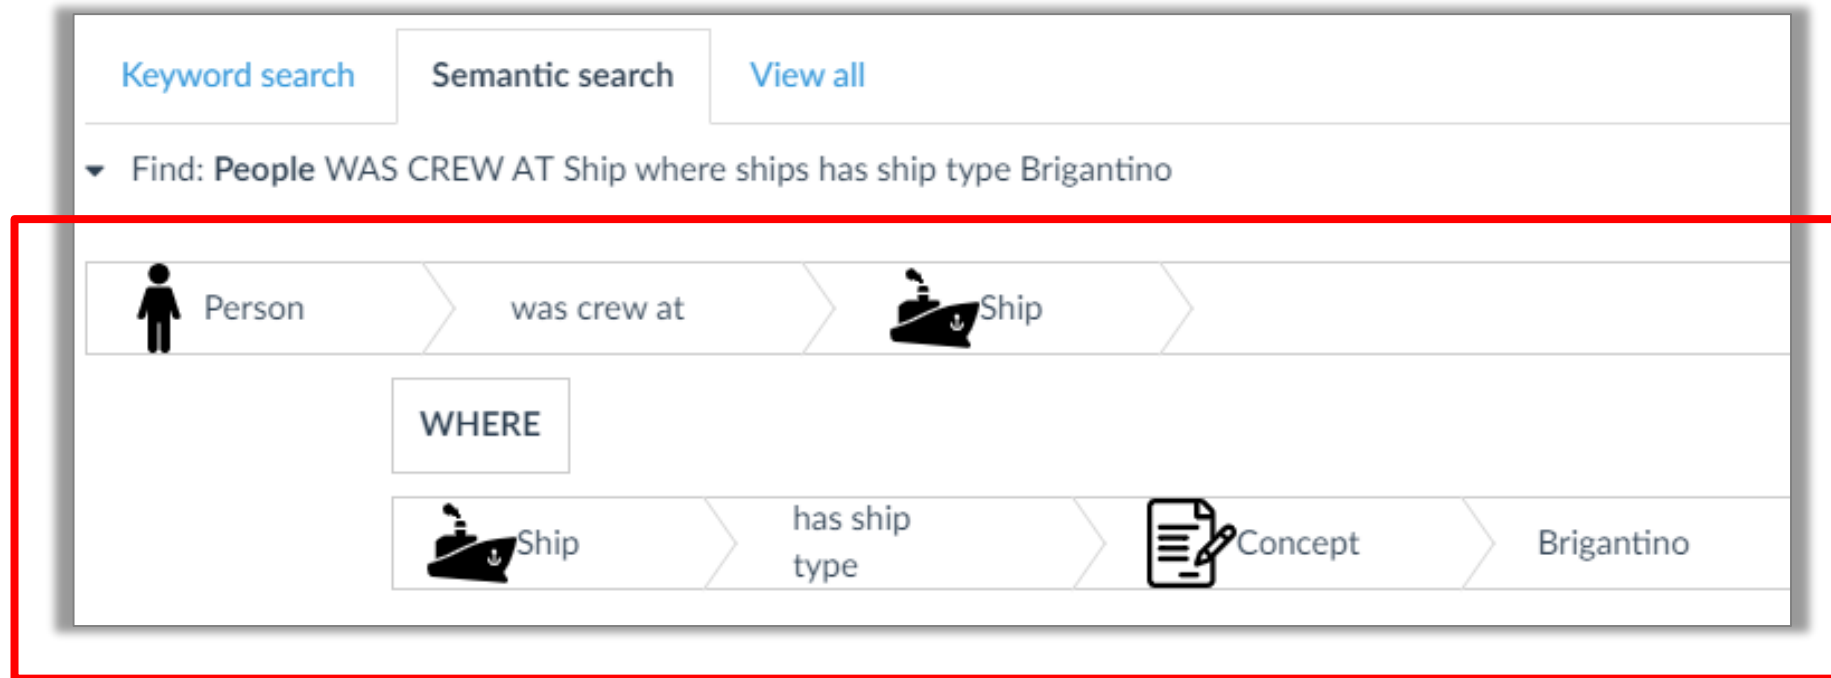 Keyword search Semantic search View all
Find: People WAS CREW AT Ship where ships has ship type Brigantino
Person was crew at Ship
WHERE
Ship has ship type Concept Brigantino